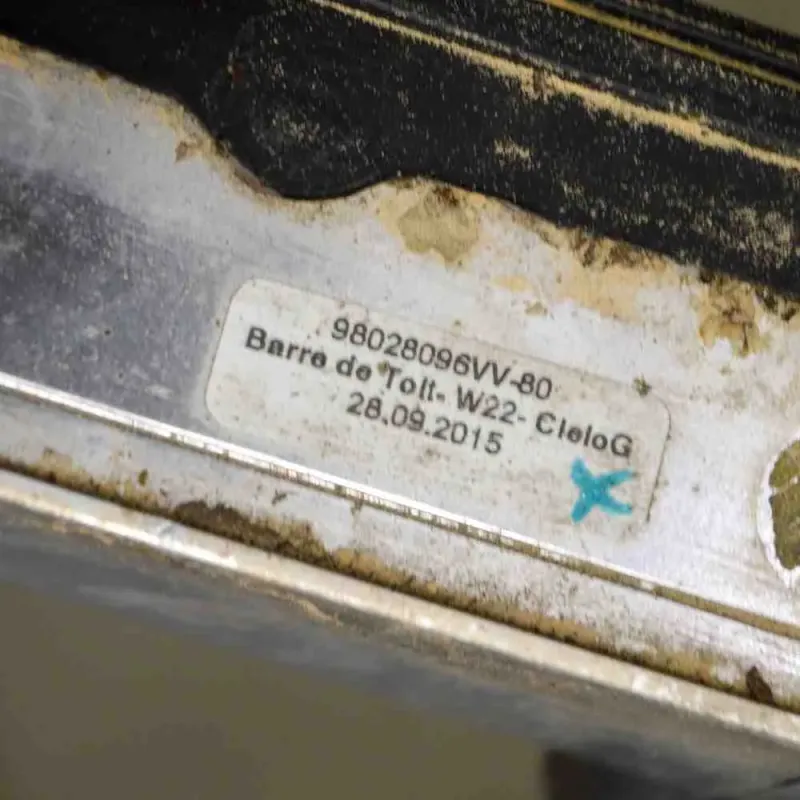 98028096VV-80
Barre de Toit- W22- CieloG
28.09.2015